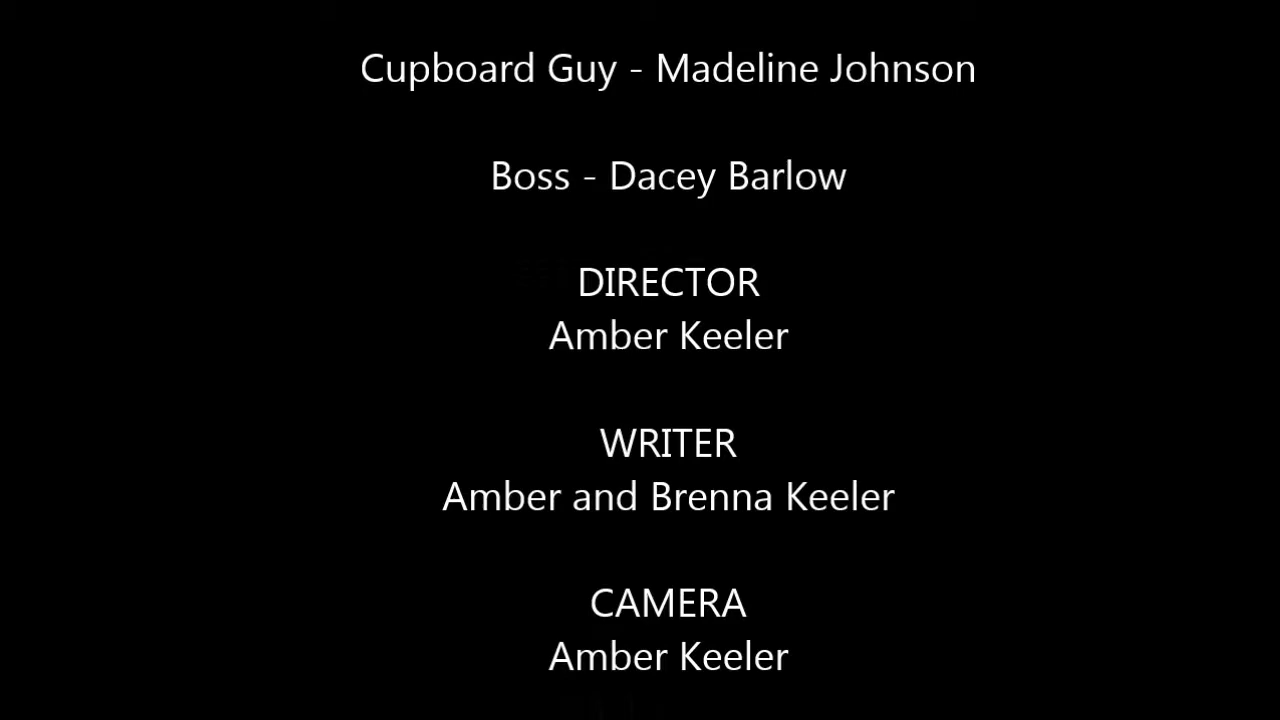 Cupboard Guy - Madeline Johnson
Boss - Dacey Barlow
DIRECTOR
Amber Keeler
WRITER
Amber and Brenna Keeler
CAMERA
Amber Keeler